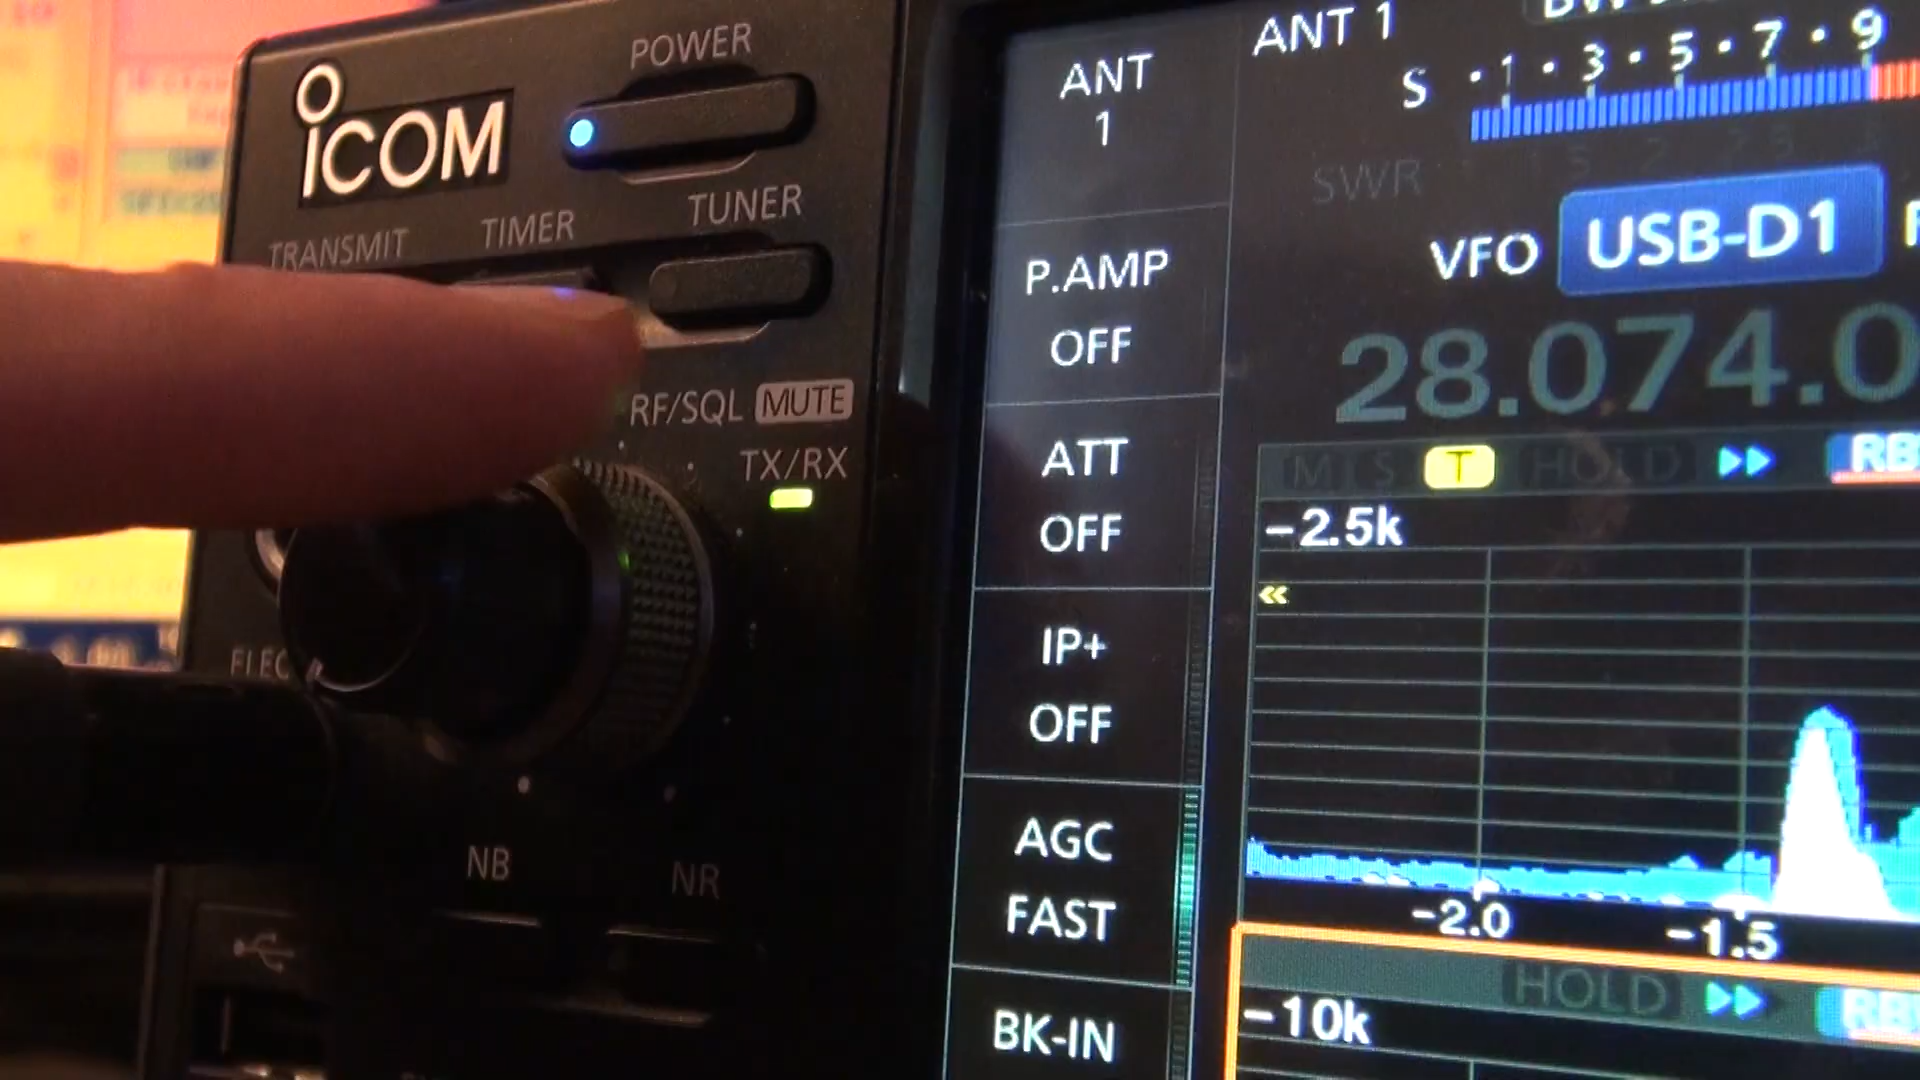 iCOM
POWER
TRANSMIT
TIMER
TUNER
RF/SQL MUTE
TX/RX
ELEC
NB
NR
ANT
1
P.AMP
OFF
ATT
OFF
IP+
OFF
AGC
FAST
BK-IN
ANT 1
S 1 3 5 7 9
SWR
VFO USB-D1
28.074.0
M S T HOLD
-2.5k
-2.0 -1.5
HOLD
-10k